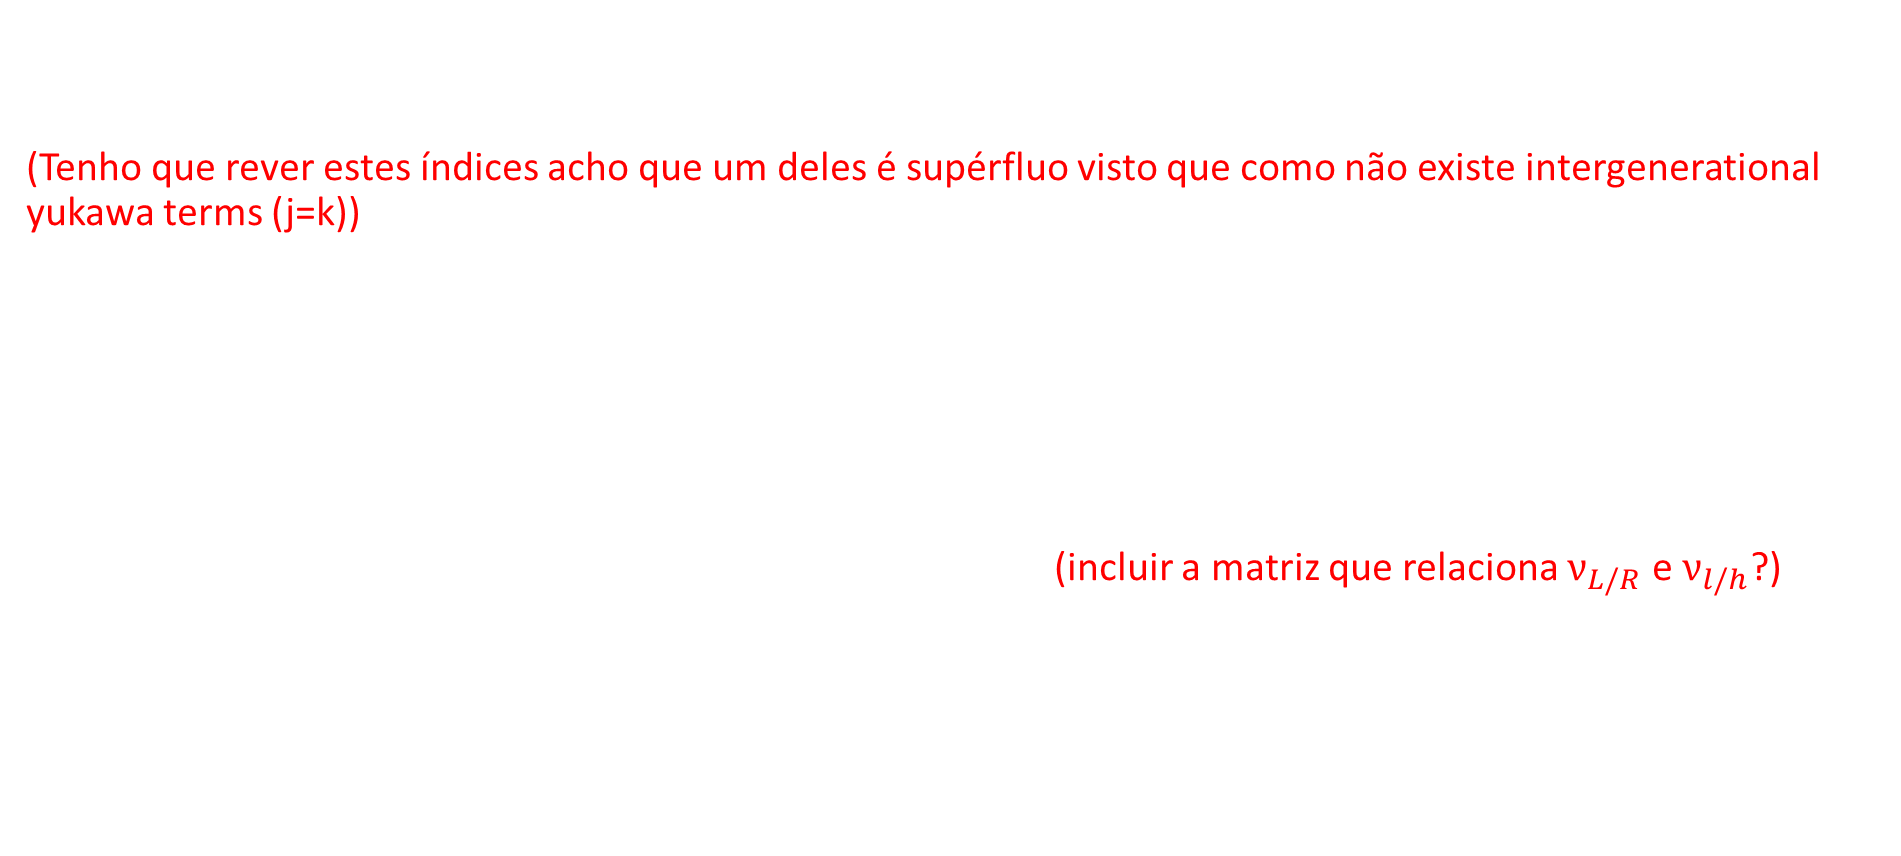 (Tenho que rever estes índices acho que um deles é supérfluo visto que como não existe intergenerational
yukawa terms (j=k))
(incluir a matriz que relaciona ν_{L/R} e ν_{l/h}?)